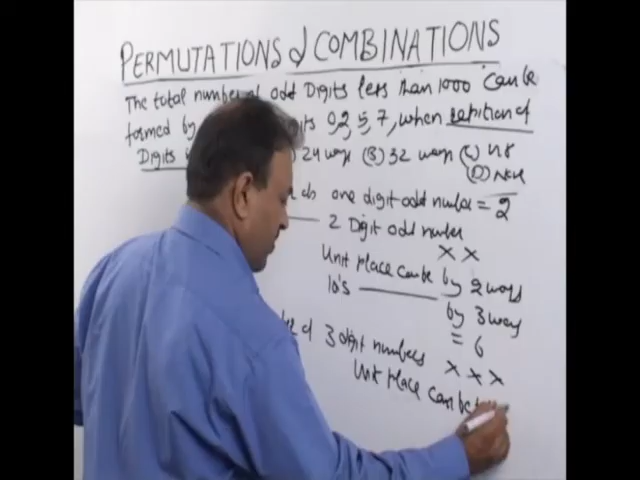 PERMUTATIONS & COMBINATIONS
The total number of odd Digits less than 1000 can be
formed by 0, 2, 5, 7, when repition of
Digits 24 ways (B) 32 ways (C) 48
(D) None
one digit odd number = 2
2 Digit odd number
X X
Unit place can be by 2 ways
10's by 3 ways
= 6
of 3 digit numbers X X X
Unit place can be